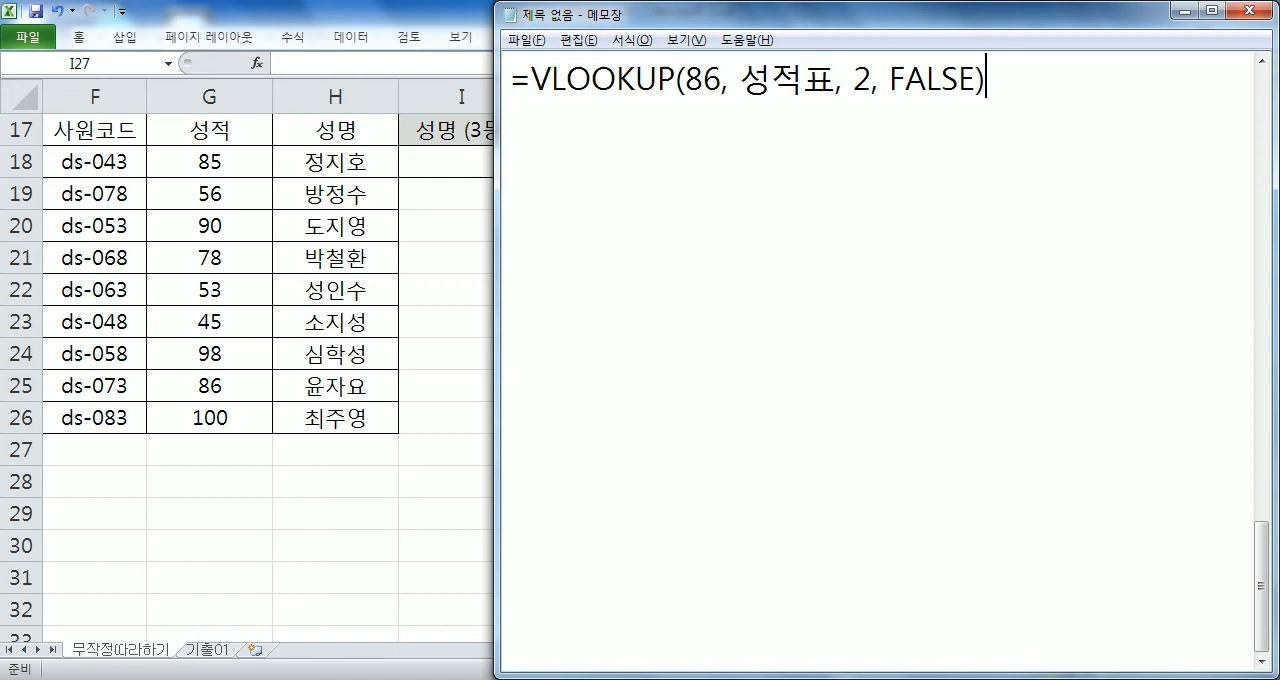 파일 홈 삽입 페이지 레이아웃 수식 데이터 검토 보기
I27 fx
F G H I
17 사원코드 성적 성명 성명 (3등
18 ds-043 85 정지호
19 ds-078 56 방정수
20 ds-053 90 도지영
21 ds-068 78 박철환
22 ds-063 53 성인수
23 ds-048 45 소지성
24 ds-058 98 심학성
25 ds-073 86 윤자요
26 ds-083 100 최주영
27
28
29
30
31
32
33
무작정따라하기 기출01
준비
제목 없음 - 메모장
파일(F) 편집(E) 서식(O) 보기(V) 도움말(H)
=VLOOKUP(86, 성적표, 2, FALSE)